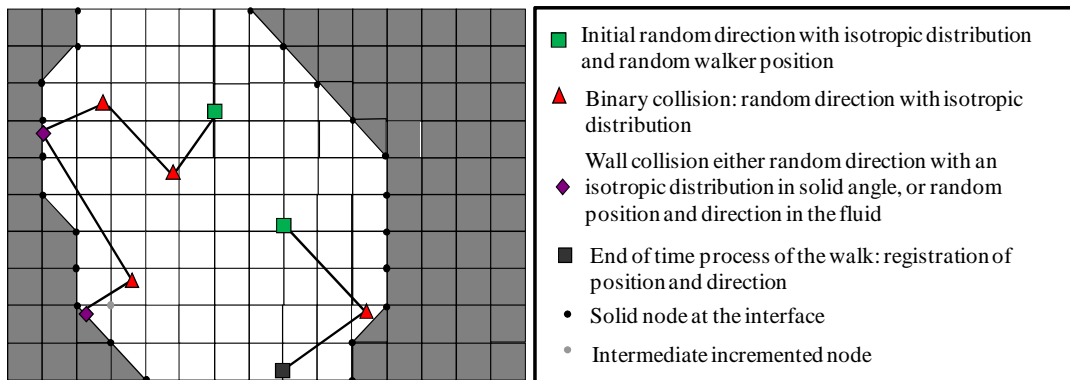 Initial random direction with isotropic distribution
and random walker position
Binary collision: random direction with isotropic
distribution
Wall collision either random direction with an
isotropic distribution in solid angle, or random
position and direction in the fluid
End of time process of the walk: registration of
position and direction
Solid node at the interface
Intermediate incremented node